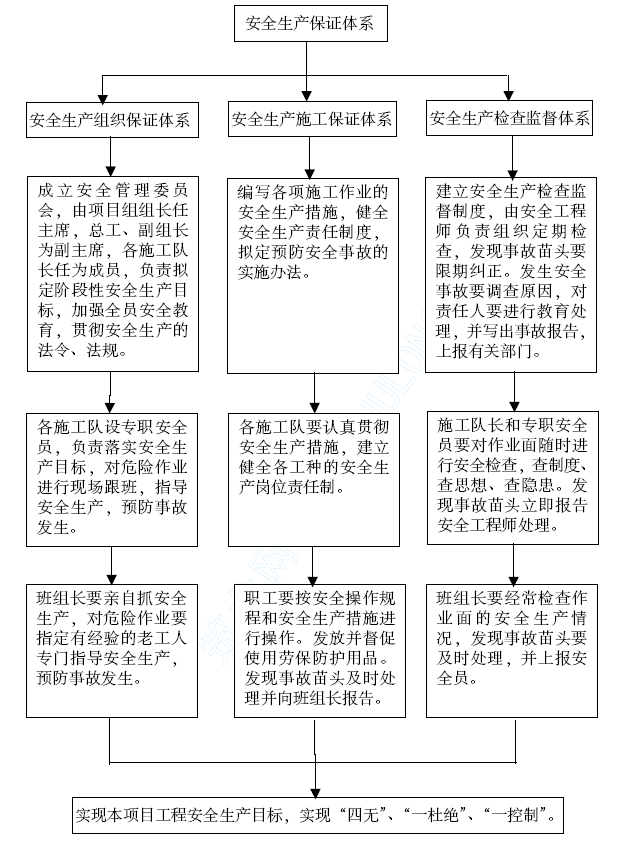 安全生产保证体系
安全生产组织保证体系
安全生产施工保证体系
安全生产检查监督体系
成立安全管理委员
会，由项目组组长任
主席，总工、副组长
为副主席，各施工队
长任为成员，负责拟
定阶段性安全生产目
标，加强全员安全教
育，贯彻安全生产的
法令、法规。
编写各项施工作业的
安全生产措施，健全
安全生产责任制度，
拟定预防安全事故的
实施办法。
建立安全生产检查监
督制度，由安全工程
师负责组织定期检
查，发现事故苗头要
限期纠正。发生安全
事故要调查原因，对
责任人要进行教育处
理，并写出事故报告，
上报有关部门。
各施工队设专职安全
员，负责落实安全生
产目标，对危险作业
进行现场跟班，指导
安全生产，预防事故
发生。
各施工队要认真贯彻
安全生产措施，建立
健全各工种的安全生
产岗位责任制。
施工队长和专职安全
员要对作业面随时进
行安全检查，查制度、
查思想、查隐患。发
现事故苗头立即报告
安全工程师处理。
班组长要亲自抓安全
生产，对危险作业要
指定有经验的老工人
专门指导安全生产，
预防事故发生。
职工要按安全操作规
程和安全生产措施进
行操作。发放并督促
使用劳保防护用品。
发现事故苗头及时处
理并向班组长报告。
班组长要经常检查作
业面的安全生产情
况，发现事故苗头要
及时处理，并上报安
全员。
实现本项目工程安全生产目标，实现“四无”、“一杜绝”、“一控制”。